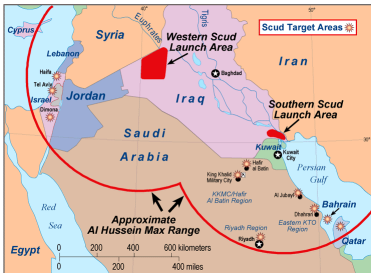 Cyprus
Syria
Euphrates
Tigris
40°
50°
Scud Target Areas
Western Scud
Launch Area
Lebanon
Haifa
Tel Aviv
Israel
Dimona
Jordan
Baghdad
Iran
Iraq
Southern Scud
Launch Area
30°
Kuwait
Kuwait
City
Saudi
Arabia
Hafir
al Batin
King Khalid
Military City
KKMC/Hafir
Al Batin Region
Persian
Gulf
Al Jubayl
Dhahran
Bahrain
Eastern KTO
Region
Qatar
Riyadh Region
Riyadh
Approximate
Al Hussein Max Range
Red
Sea
Egypt
0 200 400 600 kilometers
0 200 400 miles